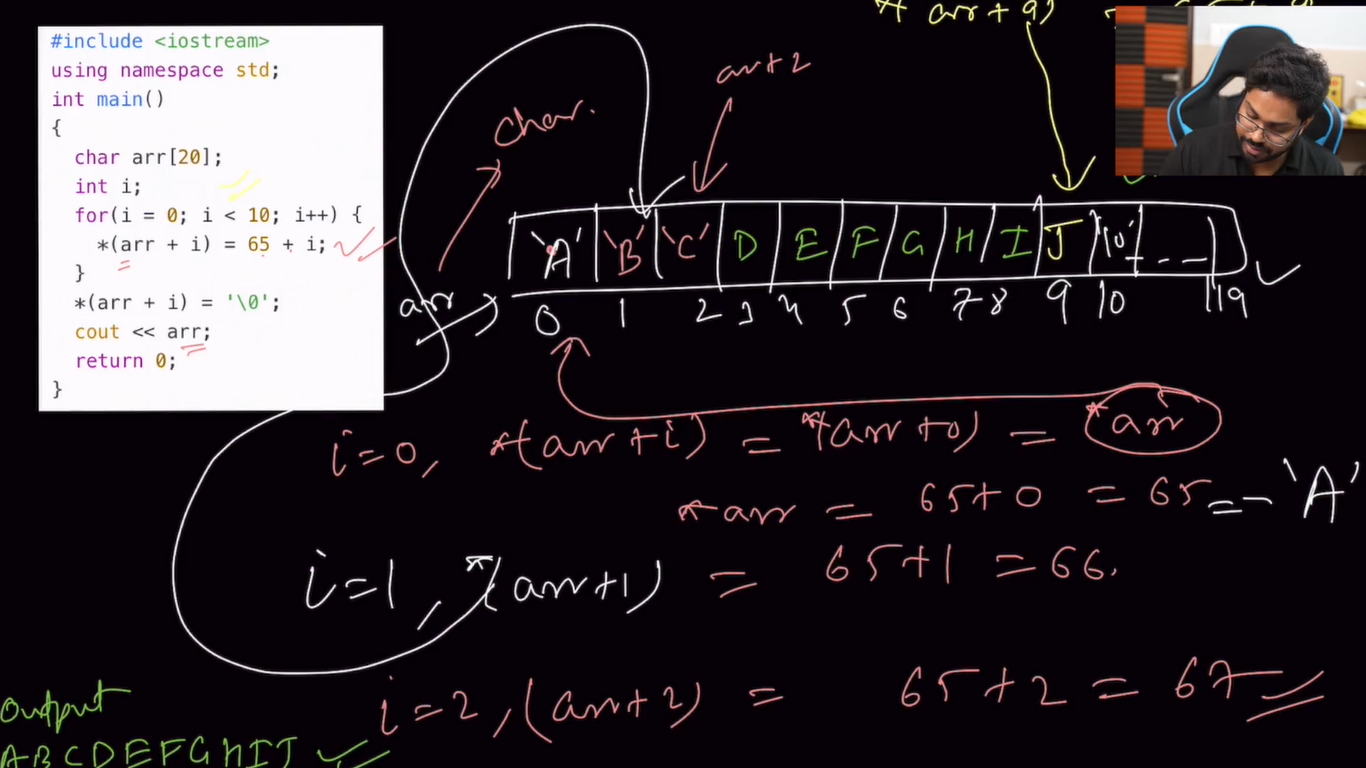 #include <iostream>
using namespace std;
int main()
{
char arr[20];
int i;
for(i = 0; i < 10; i++) {
*(arr + i) = 65 + i;
}
*(arr + i) = '\0';
cout << arr;
return 0;
}
* arr + 9)
char.
arr+2
arr
'A' 'B' 'C' D E F G H I J '\0' - - -
0 1 2 3 4 5 6 7 8 9 10 19
i=0, *(arr+i) = *(arr+0) = *arr
*arr = 65+0 = 65 == 'A'
i=1, *(arr+1) = 65+1 = 66.
i=2, (arr+2) = 65+2 = 67
Output
ABCDEFGHIJ